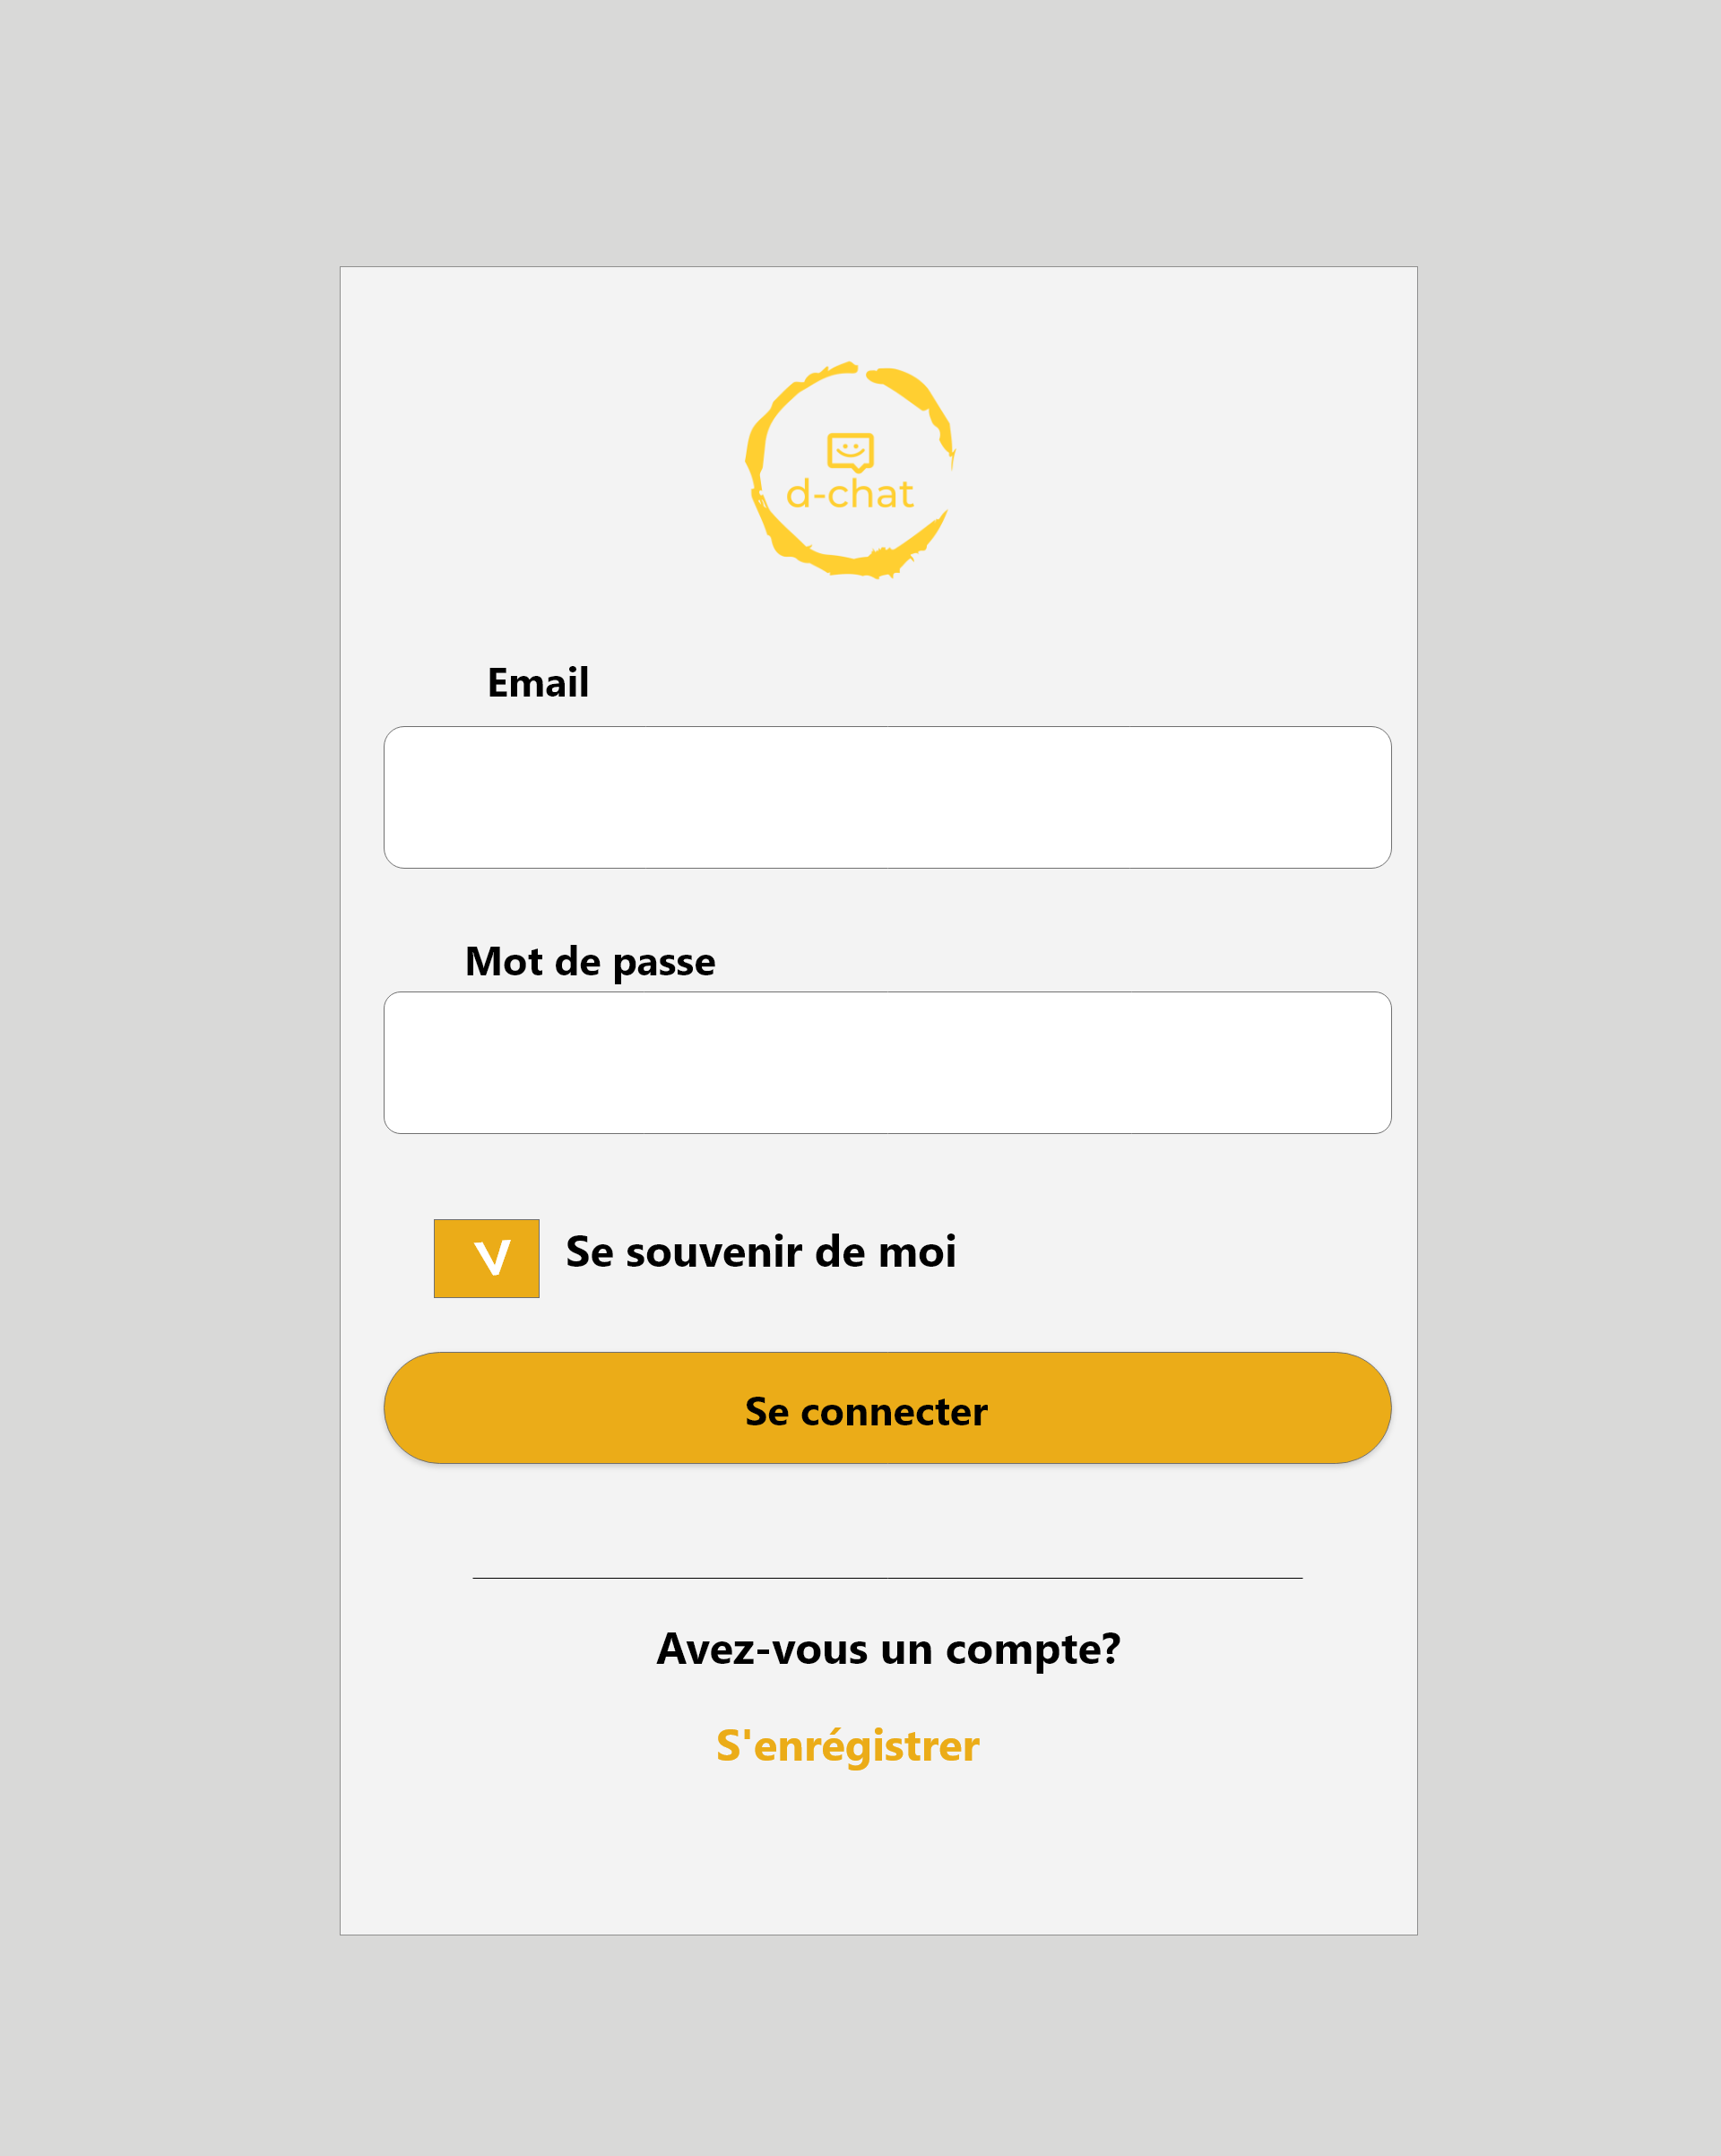 d-chat
Email
Mot de passe
Se souvenir de moi
Se connecter
Avez-vous un compte?
S'enrégistrer